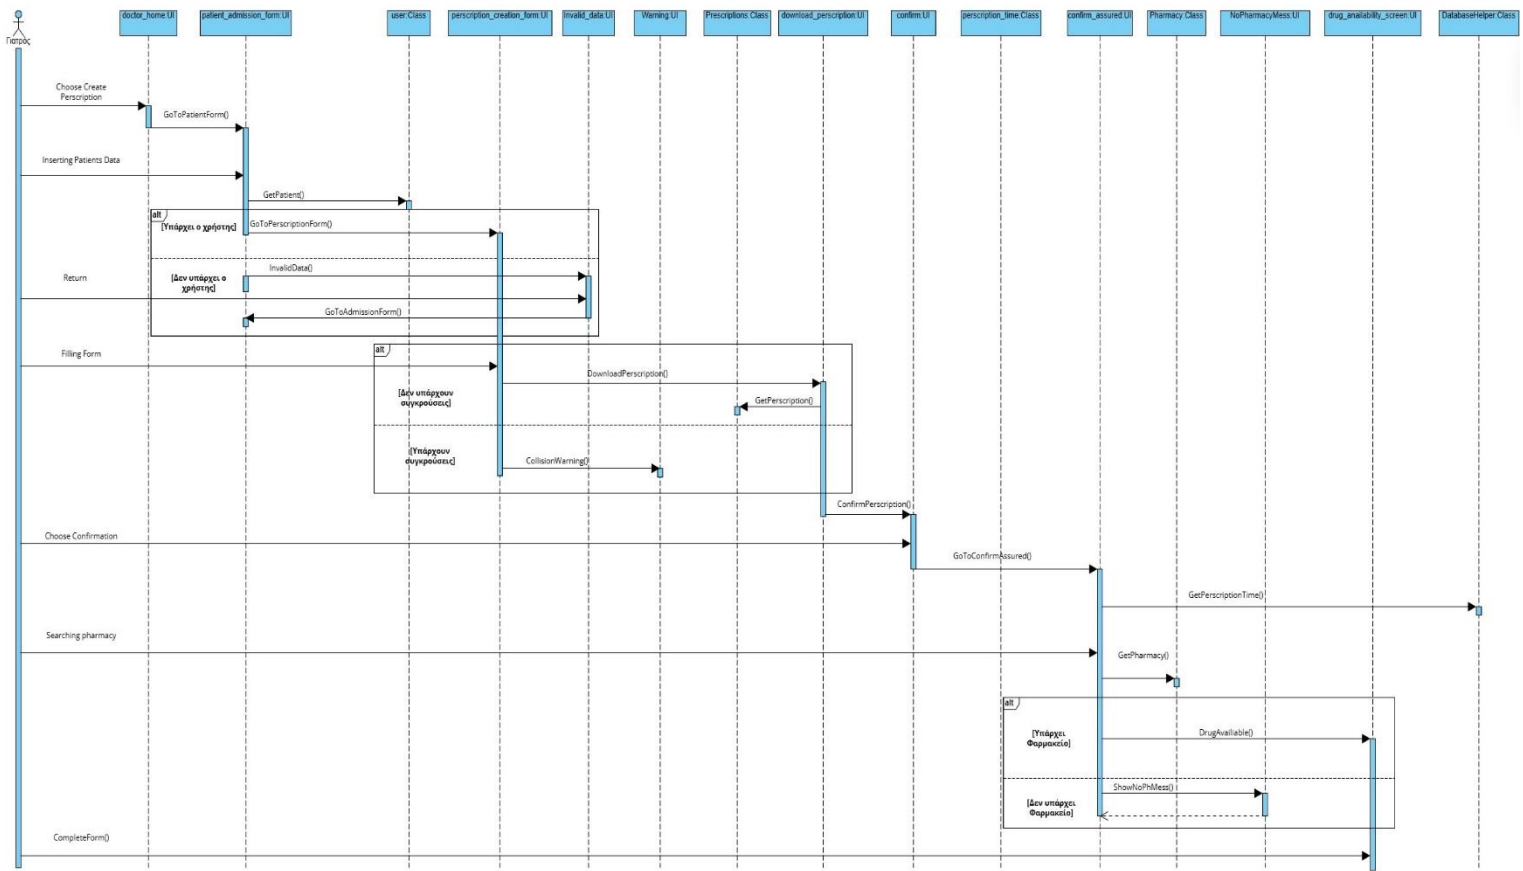 doctor_home:UI
patient_admission_form:UI
user:Class
perscription_creation_form:UI
Invalid_data:UI
Warning:UI
Prescriptions:Class
download_perscription:UI
confirm:UI
perscription_time:Class
confirm_assured:UI
Pharmacy:Class
NoPharmacyMess:UI
drug_anailability_screen:UI
DatabaseHelper:Class
Γιατρός
Choose Create
Perscription
GoToPatientForm()
Inserting Patients Data
GetPatient()
alt
[Υπάρχει ο χρήστης]
GoToPerscriptionForm()
Return
[Δεν υπάρχει ο
χρήστης]
InvalidData()
GoToAdmissionForm()
Filling Form
alt
DownloadPerscription()
[Δεν υπάρχουν
συγκρούσεις]
GetPerscription()
[Υπάρχουν
συγκρούσεις]
CollisionWarning()
ConfirmPerscription()
Choose Confirmation
GoToConfirmAssured()
GetPerscriptionTime()
Searching pharmacy
GetPharmacy()
alt
[Υπάρχει
Φαρμακείο]
DrugAvailiable()
ShowNoPhMess()
[Δεν υπάρχει
Φαρμακείο]
CompleteForm()